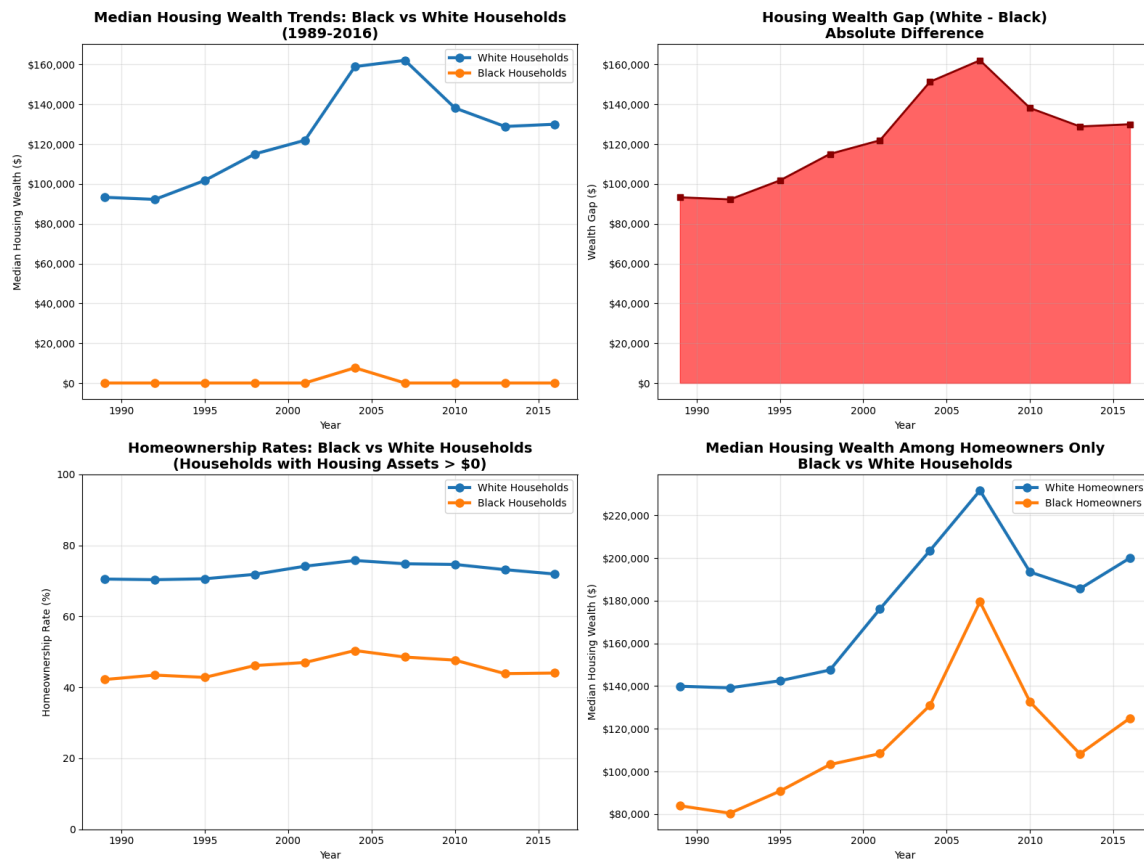 Median Housing Wealth Trends: Black vs White Households
(1989-2016)
Median Housing Wealth ($)
$160,000
$140,000
$120,000
$100,000
$80,000
$60,000
$40,000
$20,000
$0
White Households
Black Households
1990
1995
2000
2005
2010
2015
Year
Housing Wealth Gap (White - Black)
Absolute Difference
Wealth Gap ($)
$160,000
$140,000
$120,000
$100,000
$80,000
$60,000
$40,000
$20,000
$0
1990
1995
2000
2005
2010
2015
Year
Homeownership Rates: Black vs White Households
(Households with Housing Assets > $0)
Homeownership Rate (%)
100
80
60
40
20
0
White Households
Black Households
1990
1995
2000
2005
2010
2015
Year
Median Housing Wealth Among Homeowners Only
Black vs White Households
Median Housing Wealth ($)
$220,000
$200,000
$180,000
$160,000
$140,000
$120,000
$100,000
$80,000
White Homeowners
Black Homeowners
1990
1995
2000
2005
2010
2015
Year